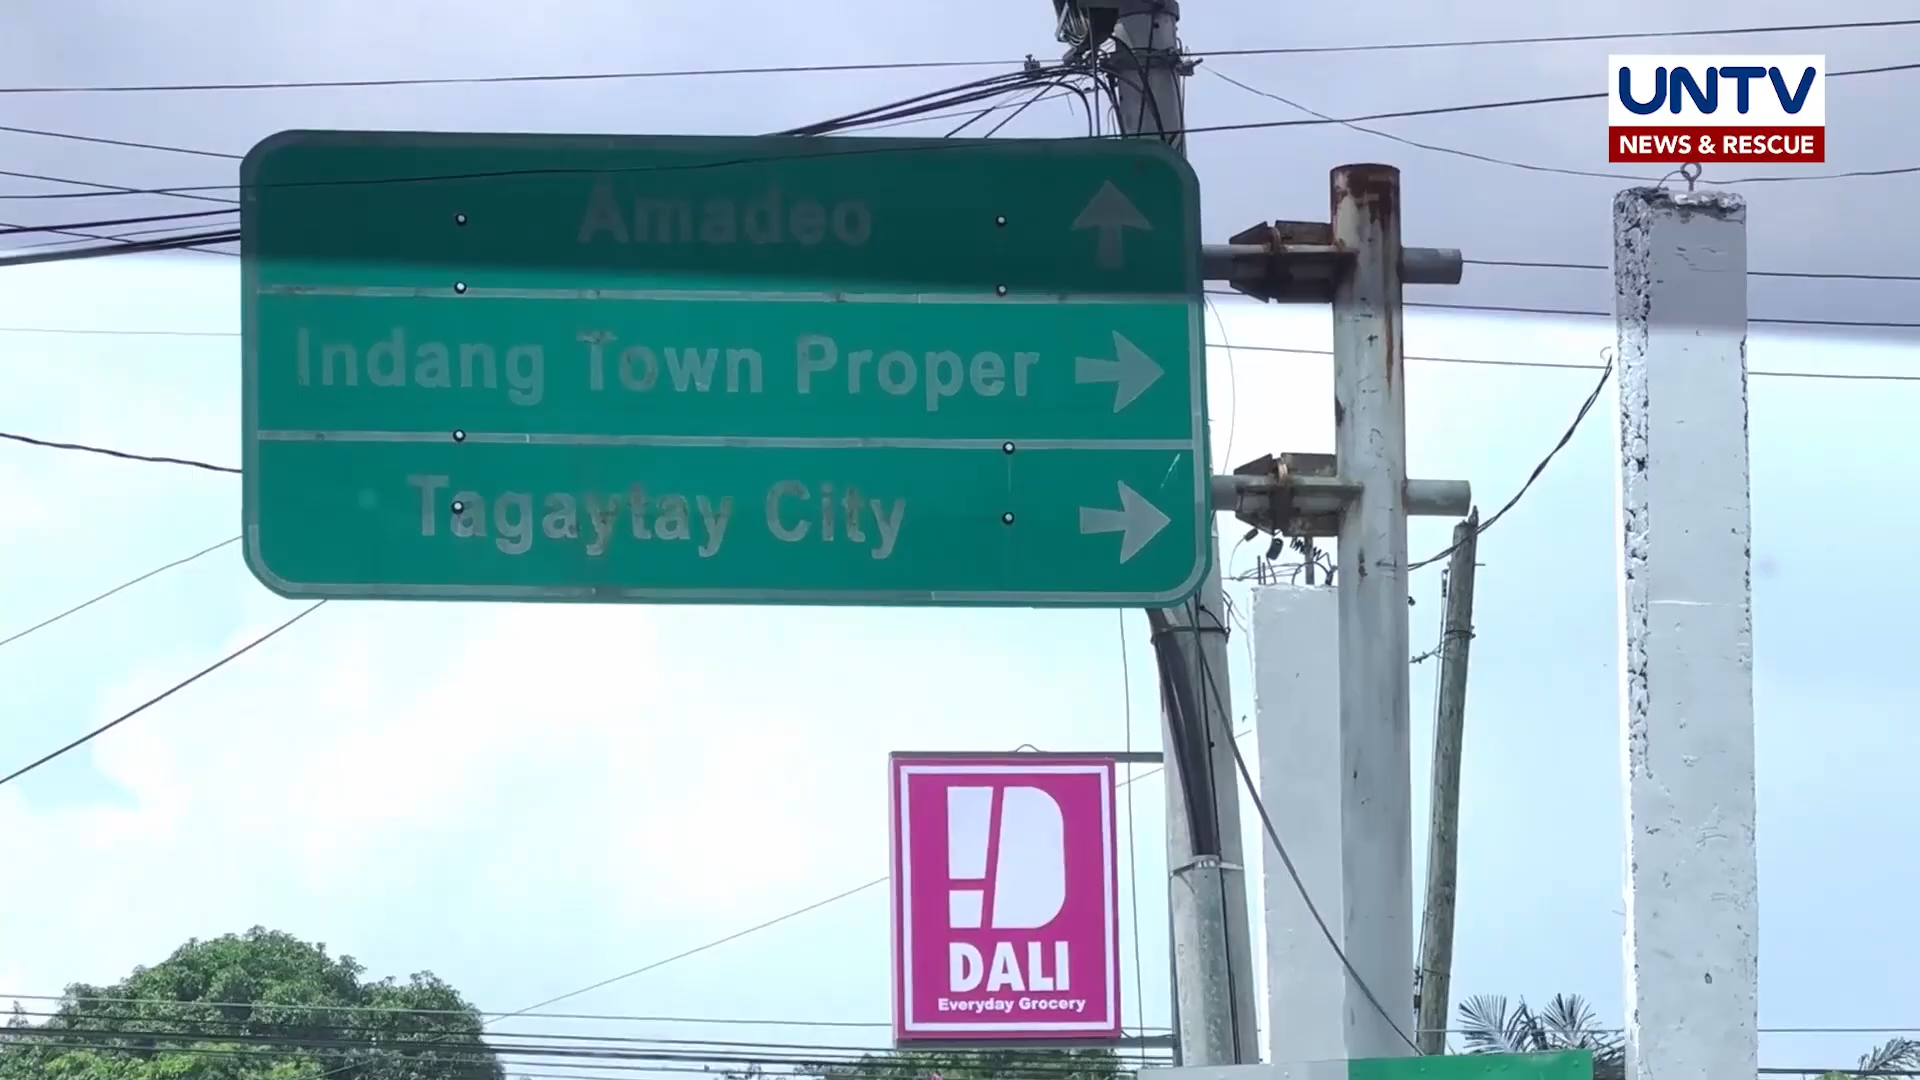 UNTV
NEWS & RESCUE
Amadeo
Indang Town Proper
Tagaytay City
DALI
Everyday Grocery